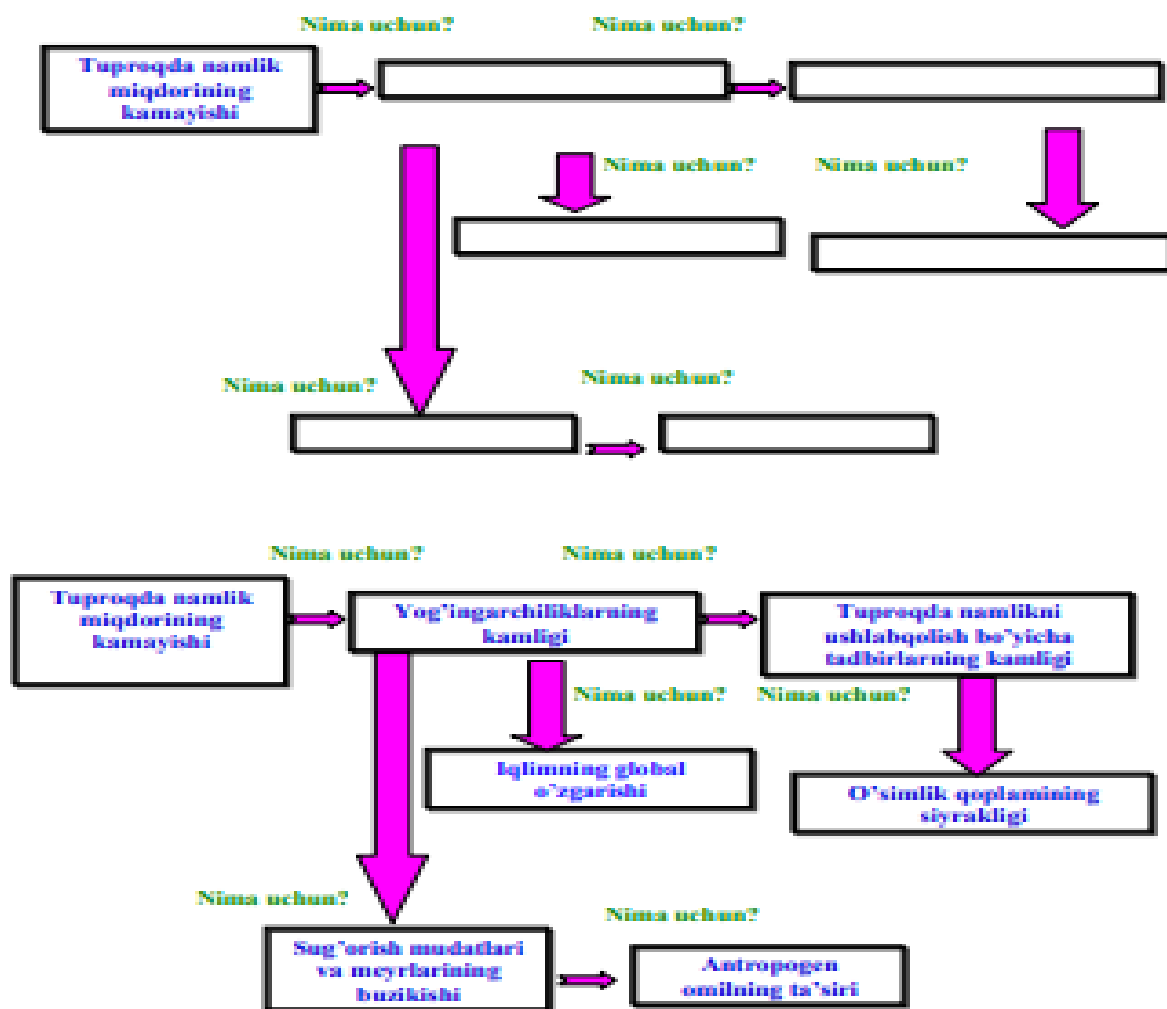 Nima uchun? Nima uchun?
Tuproqda namlik
miqdorining
kamayishi
Nima uchun? Nima uchun?
Nima uchun? Nima uchun?
Nima uchun? Nima uchun?
Tuproqda namlik
miqdorining
kamayishi
Yog'ingarchiliklarning
kamligi
Tuproqda namlikni
ushlabqolish bo'yicha
tadbirlarning kamligi
Nima uchun? Nima uchun?
Iqlimning global
o'zgarishi
O'simlik qoplamining
siyrakligi
Nima uchun? Nima uchun?
Sug'orish mudatlari
va meyrlarining
buzikishi
Antropogen
omilning ta'siri